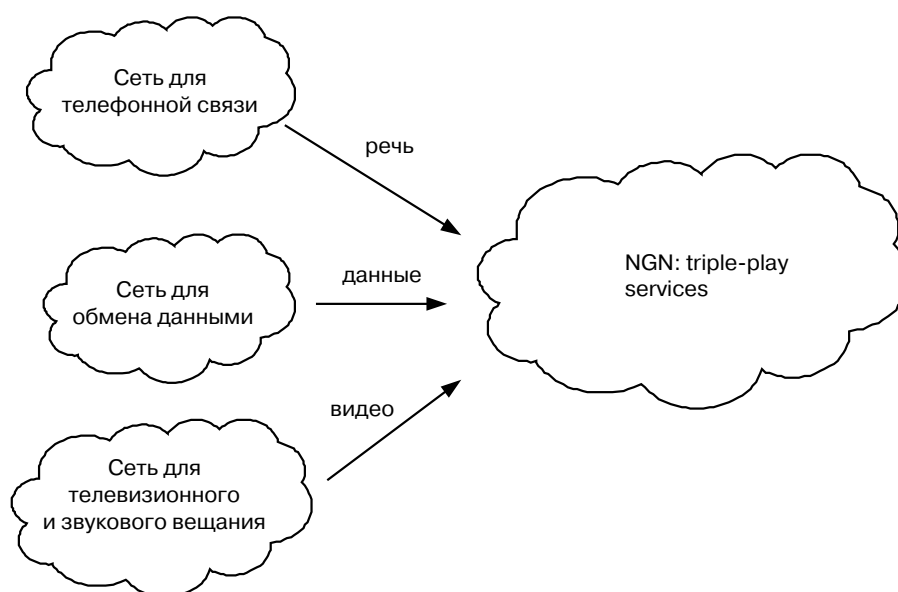 Сеть для
телефонной связи
речь
Сеть для
обмена данными
данные
Сеть для
телевизионного
и звукового вещания
видео
NGN: triple-play
services